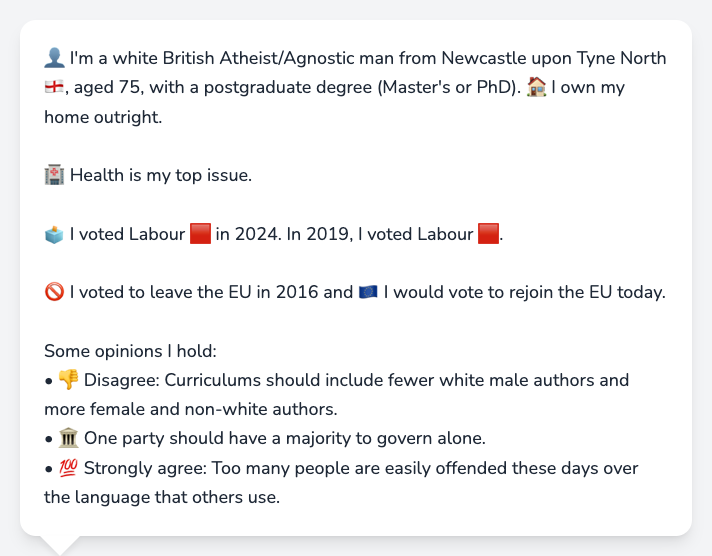 👤 I'm a white British Atheist/Agnostic man from Newcastle upon Tyne North
🏴󠁧󠁢󠁥󠁮󠁧󠁿, aged 75, with a postgraduate degree (Master's or PhD). 🏠 I own my
home outright.
🏥 Health is my top issue.
🗳️ I voted Labour 🟥 in 2024. In 2019, I voted Labour 🟥.
🚫 I voted to leave the EU in 2016 and 🇪🇺 I would vote to rejoin the EU today.
Some opinions I hold:
• 👎 Disagree: Curriculums should include fewer white male authors and
more female and non-white authors.
• 🏛️ One party should have a majority to govern alone.
• 💯 Strongly agree: Too many people are easily offended these days over
the language that others use.